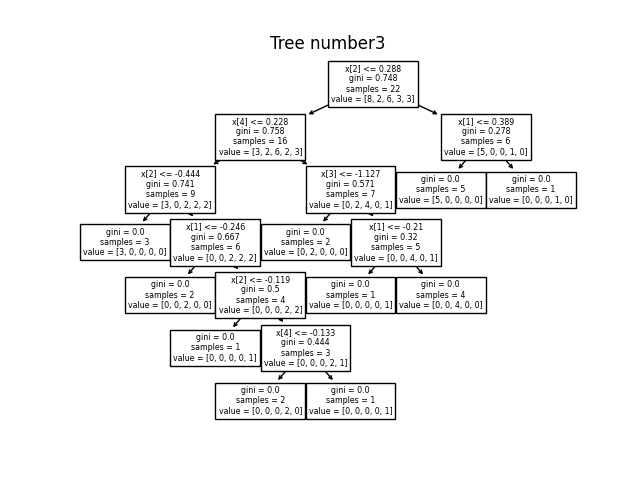 Tree number3
x[2] <= 0.288
gini = 0.748
samples = 22
value = [8, 2, 6, 3, 3]
x[4] <= 0.228
gini = 0.758
samples = 16
value = [3, 2, 6, 2, 3]
x[1] <= 0.389
gini = 0.278
samples = 6
value = [5, 0, 0, 1, 0]
x[2] <= -0.444
gini = 0.741
samples = 9
value = [3, 0, 2, 2, 2]
x[3] <= -1.127
gini = 0.571
samples = 7
value = [0, 2, 4, 0, 1]
gini = 0.0
samples = 5
value = [5, 0, 0, 0, 0]
gini = 0.0
samples = 1
value = [0, 0, 0, 1, 0]
gini = 0.0
samples = 3
value = [3, 0, 0, 0, 0]
x[1] <= -0.246
gini = 0.667
samples = 6
value = [0, 0, 2, 2, 2]
gini = 0.0
samples = 2
value = [0, 2, 0, 0, 0]
x[1] <= -0.21
gini = 0.32
samples = 5
value = [0, 0, 4, 0, 1]
gini = 0.0
samples = 2
value = [0, 0, 2, 0, 0]
x[2] <= -0.119
gini = 0.5
samples = 4
value = [0, 0, 0, 2, 2]
gini = 0.0
samples = 1
value = [0, 0, 0, 0, 1]
gini = 0.0
samples = 4
value = [0, 0, 4, 0, 0]
gini = 0.0
samples = 1
value = [0, 0, 0, 0, 1]
x[4] <= -0.133
gini = 0.444
samples = 3
value = [0, 0, 0, 2, 1]
gini = 0.0
samples = 2
value = [0, 0, 0, 2, 0]
gini = 0.0
samples = 1
value = [0, 0, 0, 0, 1]